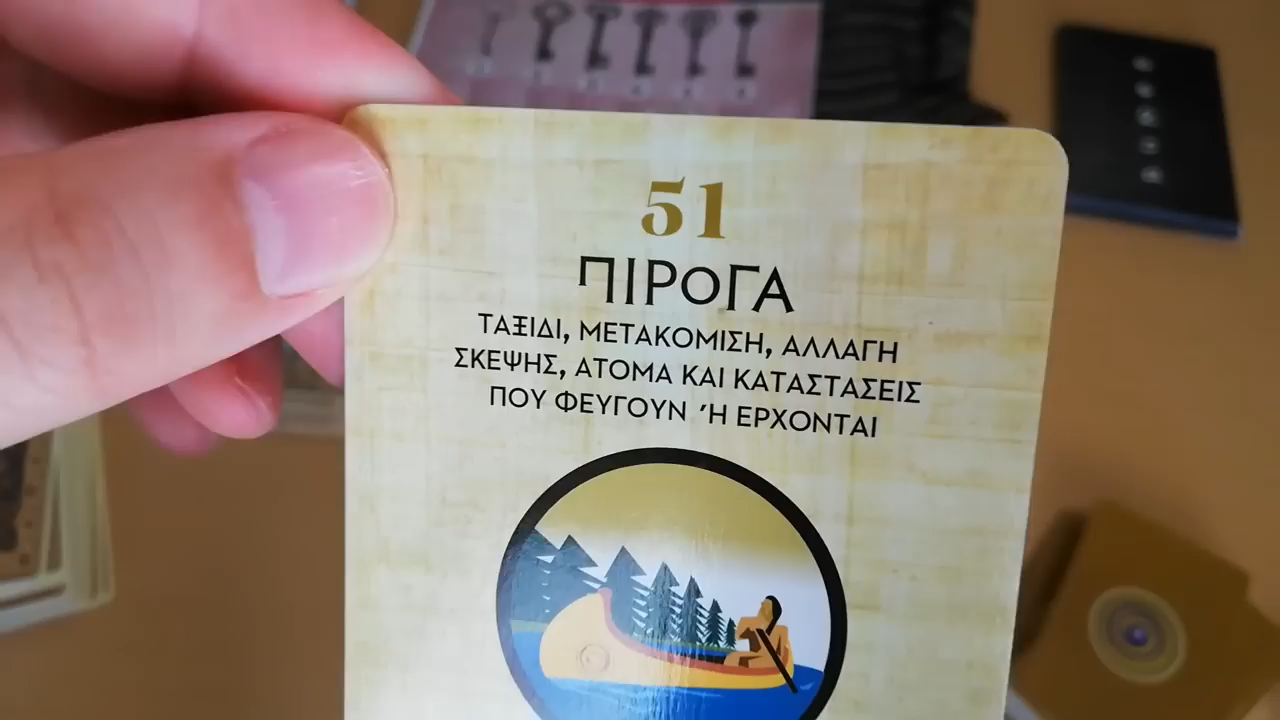 51
ΠΙΡΟΓΑ
ΤΑΞΙΔΙ, ΜΕΤΑΚΟΜΙΣΗ, ΑΛΛΑΓΗ
ΣΚΕΨΗΣ, ΑΤΟΜΑ ΚΑΙ ΚΑΤΑΣΤΑΣΕΙΣ
ΠΟΥ ΦΕΥΓΟΥΝ ΄Η ΕΡΧΟΝΤΑΙ